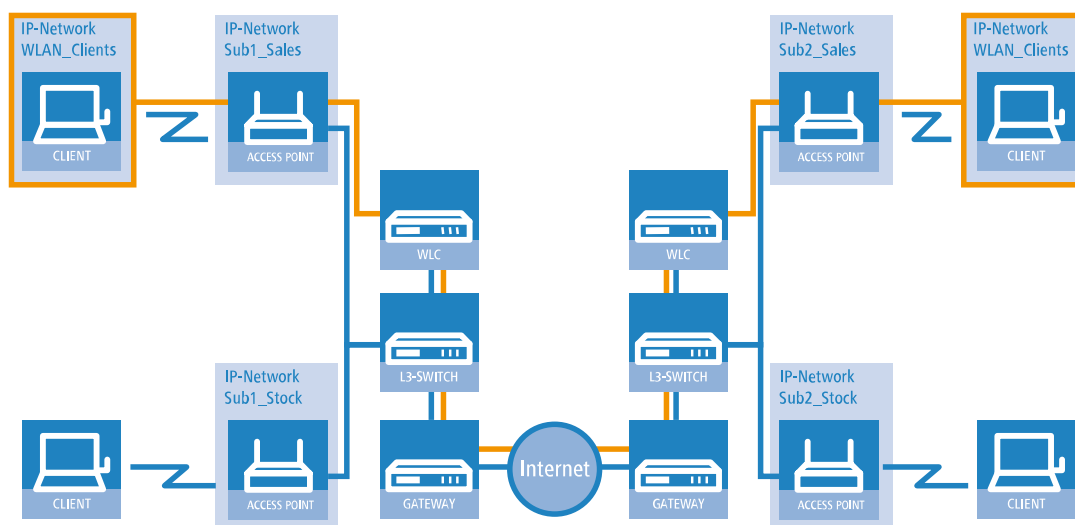 IP-Network
WLAN_Clients
CLIENT
IP-Network
Sub1_Sales
ACCESS POINT
IP-Network
Sub2_Sales
ACCESS POINT
IP-Network
WLAN_Clients
CLIENT
WLC
WLC
L3-SWITCH
L3-SWITCH
CLIENT
IP-Network
Sub1_Stock
ACCESS POINT
GATEWAY
Internet
GATEWAY
IP-Network
Sub2_Stock
ACCESS POINT
CLIENT